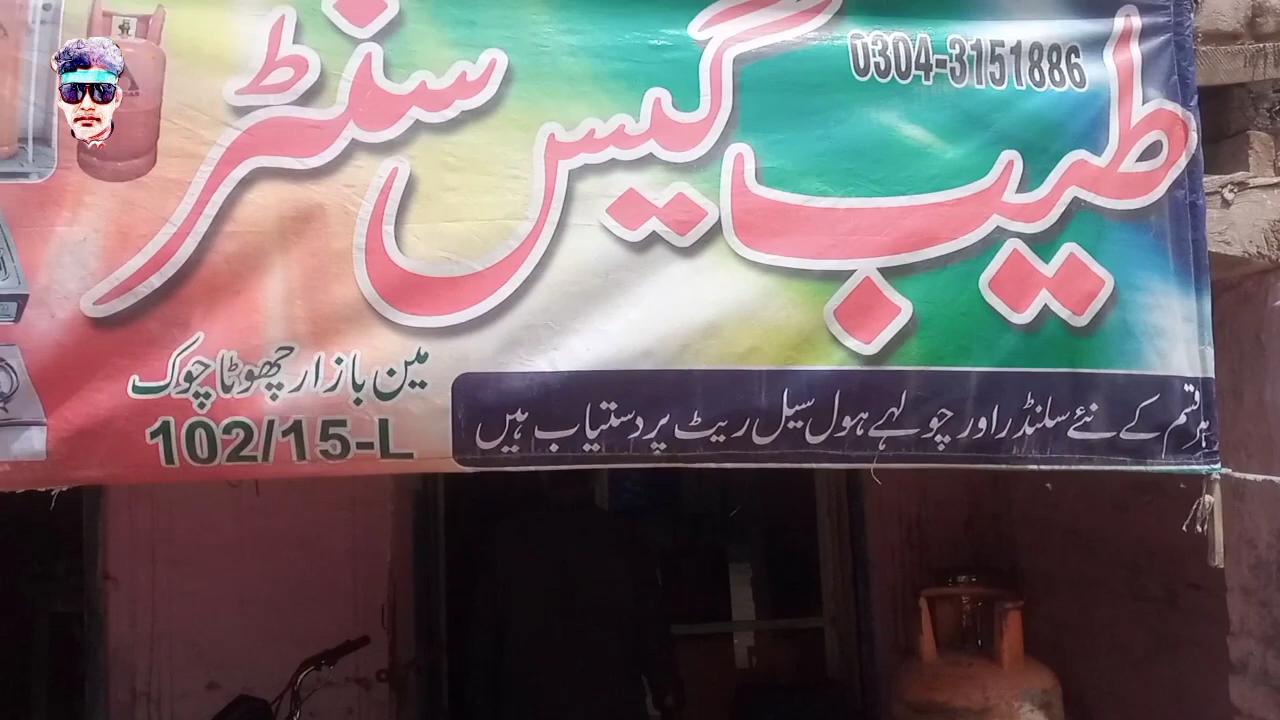 0304-3151886
طیب گیس سنٹر
ہر قسم کے نئے سلنڈر اور چولہے ہول سیل ریٹ پر دستیاب ہیں
مین بازار چھوٹا چوک
102/15-L